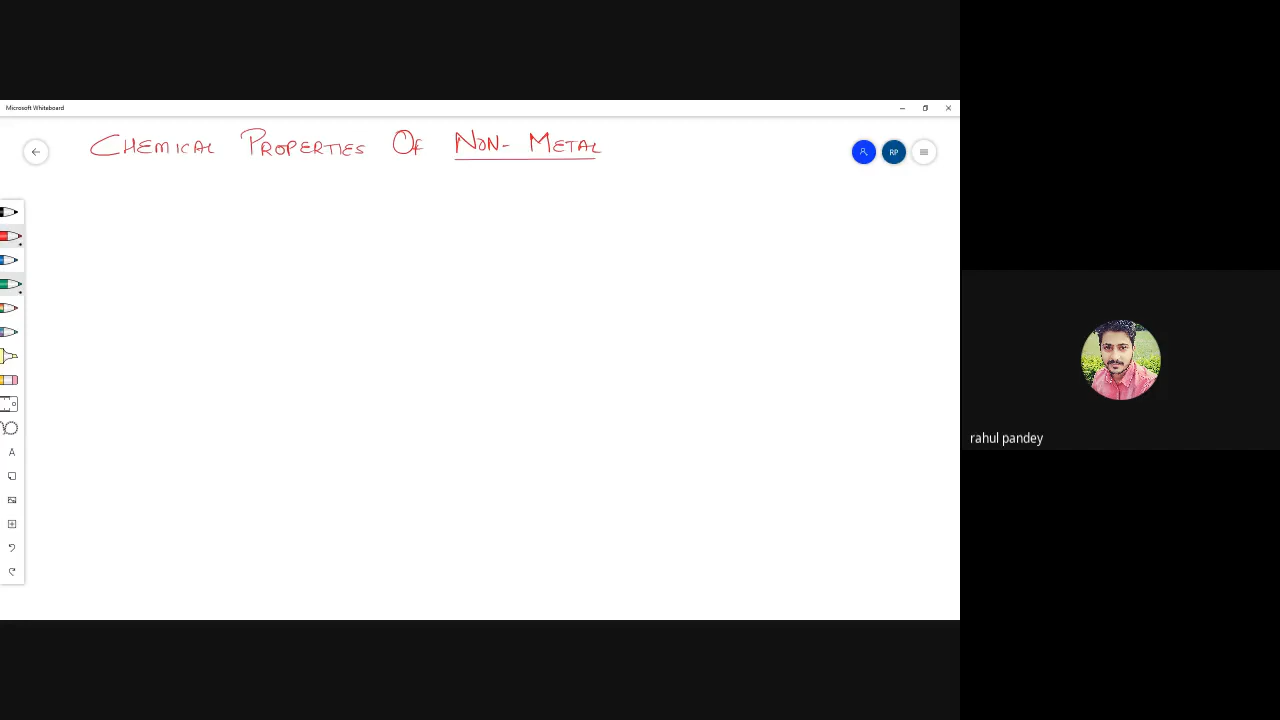 Microsoft Whiteboard
CHEMICAL PROPERTIES Of NON-METAL
RP
A
rahul pandey